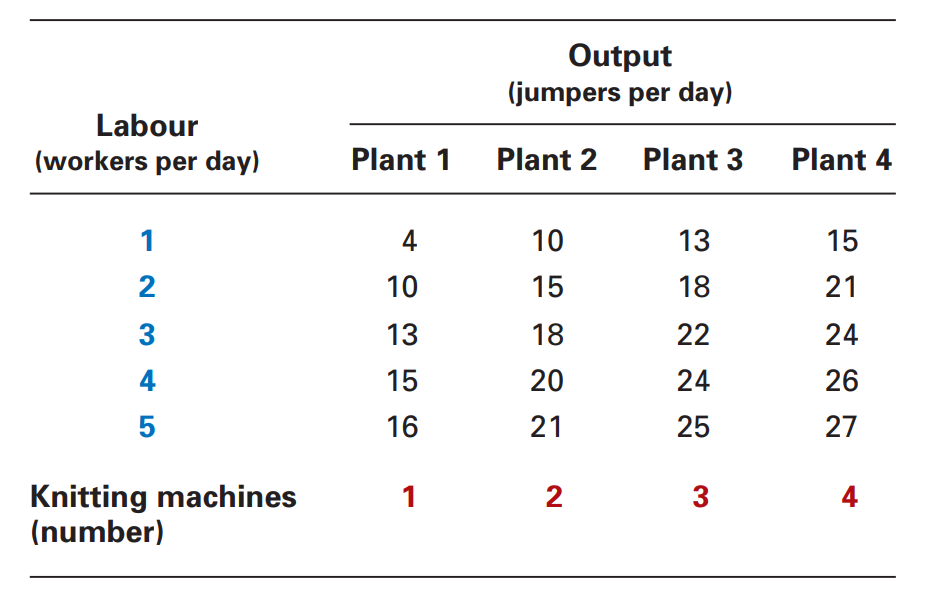 Output
(jumpers per day)
Labour
(workers per day) Plant 1 Plant 2 Plant 3 Plant 4
1 4 10 13 15
2 10 15 18 21
3 13 18 22 24
4 15 20 24 26
5 16 21 25 27
Knitting machines 1 2 3 4
(number)